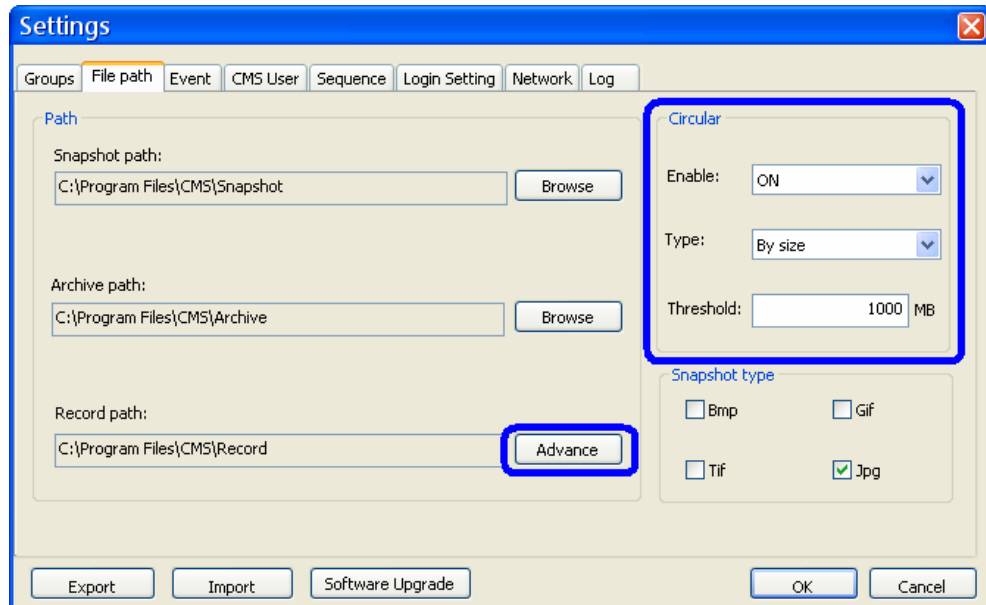 Settings
Groups File path Event CMS User Sequence Login Setting Network Log
Path
Snapshot path:
C:\Program Files\CMS\Snapshot Browse
Archive path:
C:\Program Files\CMS\Archive Browse
Record path:
C:\Program Files\CMS\Record Advance
Circular
Enable: ON
Type: By size
Threshold: 1000 MB
Snapshot type
Bmp Gif
Tif Jpg
Export Import Software Upgrade OK Cancel